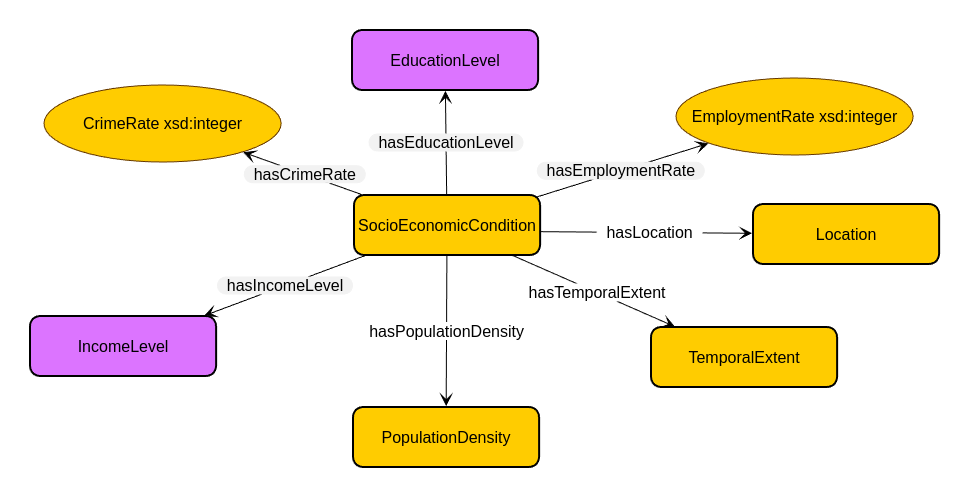 EducationLevel
CrimeRate xsd:integer
EmploymentRate xsd:integer
hasEducationLevel
hasCrimeRate
hasEmploymentRate
SocioEconomicCondition
hasLocation
Location
hasIncomeLevel
hasTemporalExtent
hasPopulationDensity
IncomeLevel
TemporalExtent
PopulationDensity